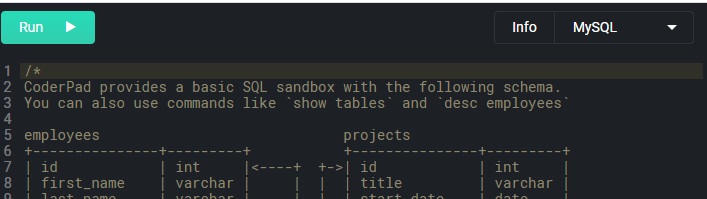 Run Info MySQL
1 /*
2 CoderPad provides a basic SQL sandbox with the following schema.
3 You can also use commands like `show tables` and `desc employees`
4
5 employees                             projects
6 +---------------+---------+           +---------------+---------+
7 | id            | int     |<----+  +->| id            | int     |
8 | first_name    | varchar |     |  |  | title         | varchar |
9 | last_name     | varchar |     |  |  | start_date    | date    |